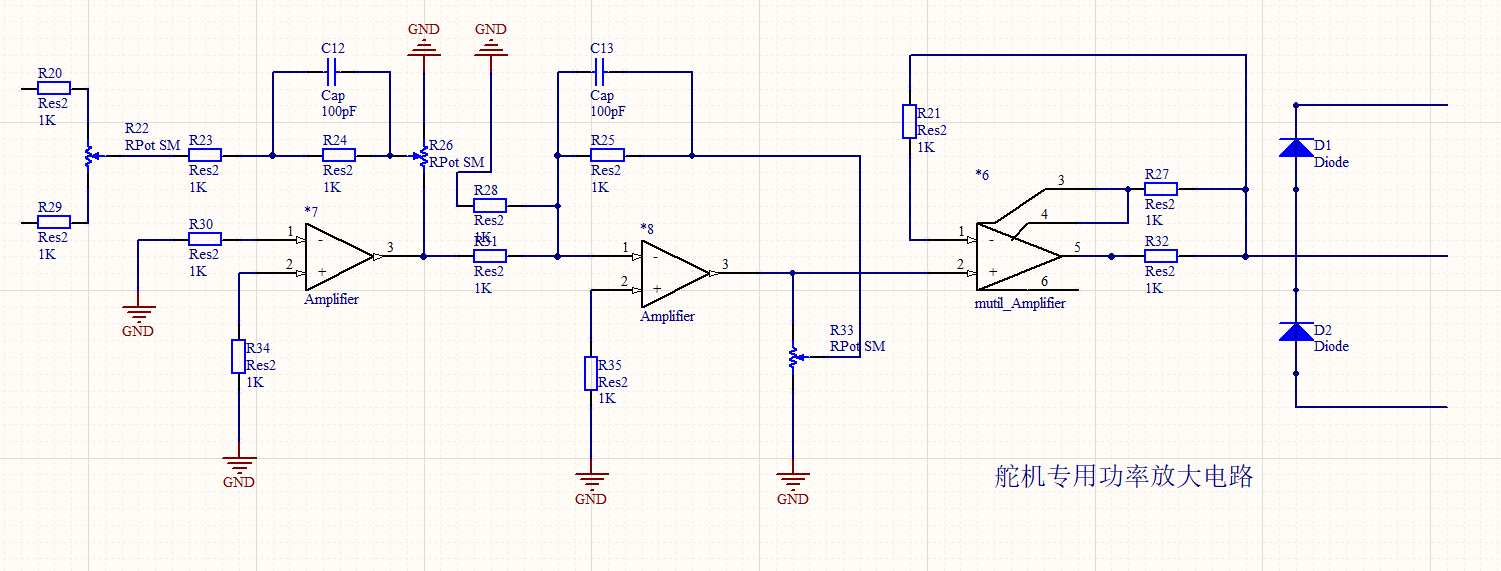 GND
GND
C12
Cap
100pF
C13
Cap
100pF
R20
Res2
1K
R22
RPot SM
R23
Res2
1K
R24
Res2
1K
R26
RPot SM
R25
Res2
1K
R21
Res2
1K
R29
Res2
1K
R30
Res2
1K
*7
1
-
2
+
3
Amplifier
R28
Res2
1K
R31
Res2
1K
*8
1
-
2
+
3
Amplifier
*6
3
4
1
-
2
+
5
6
mutil_Amplifier
R27
Res2
1K
R32
Res2
1K
D1
Diode
D2
Diode
GND
R34
Res2
1K
R35
Res2
1K
R33
RPot SM
GND
GND
GND
舵机专用功率放大电路